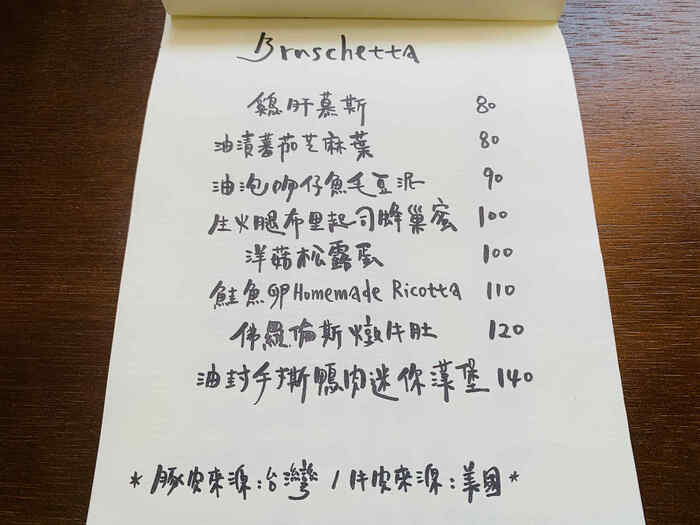 Bruschetta
鷄肝慕斯 80
油漬蕃茄芝麻葉 80
油泡吻仔魚毛豆泥 90
生火腿布里起司蜂巢蜜 100
洋菇松露蛋 100
鮭魚卵Homemade Ricotta 110
佛羅倫斯燉牛肚 120
油封手撕鴨肉迷你漢堡 140
* 豚肉來源:台灣 / 牛肉來源:美國 *